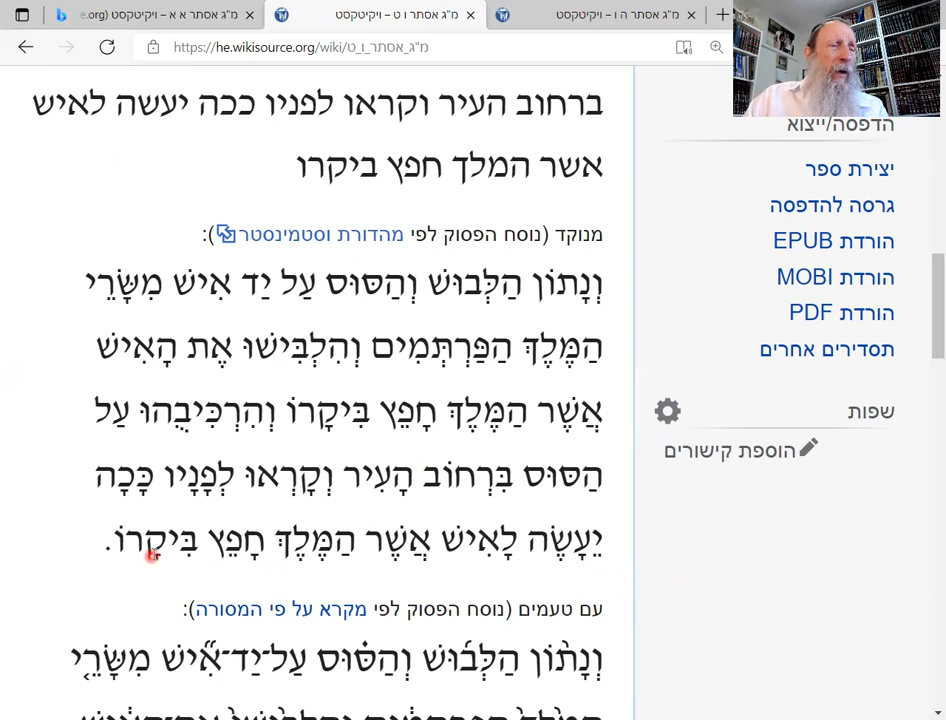 מ"ג אסתר א א – ויקיטקסט (e.org
מ"ג אסתר ו ט – ויקיטקסט
מ"ג אסתר ה ו – ויקיטקסט
https://he.wikisource.org/wiki/מ"ג_אסתר_ו_ט
ברחוב העיר וקראו לפניו ככה יעשה לאיש
אשר המלך חפץ ביקרו
מנוקד (נוסח הפסוק לפי מהדורת וסטמינסטר):
וְנָתוֹן הַלְּבוּשׁ וְהַסּוּס עַל יַד אִישׁ מִשָּׂרֵי
הַמֶּלֶךְ הַפַּרְתְּמִים וְהִלְבִּישׁוּ אֶת הָאִישׁ
אֲשֶׁר הַמֶּלֶךְ חָפֵץ בִּיקָרוֹ וְהִרְכִּיבֻהוּ עַל
הַסּוּס בִּרְחוֹב הָעִיר וְקָרְאוּ לְפָנָיו כָּכָה
יֵעָשֶׂה לָאִישׁ אֲשֶׁר הַמֶּלֶךְ חָפֵץ בִּיקָרוֹ.
עם טעמים (נוסח הפסוק לפי מקרא על פי המסורה):
וְנָת֨וֹן הַלְּב֜וּשׁ וְהַסּ֗וּס עַל־יַד־אִ֞ישׁ מִשָּׂרֵ֤י
הדפסה/ייצוא
יצירת ספר
גרסה להדפסה
הורדת EPUB
הורדת MOBI
הורדת PDF
תסדירים אחרים
שפות
הוספת קישורים